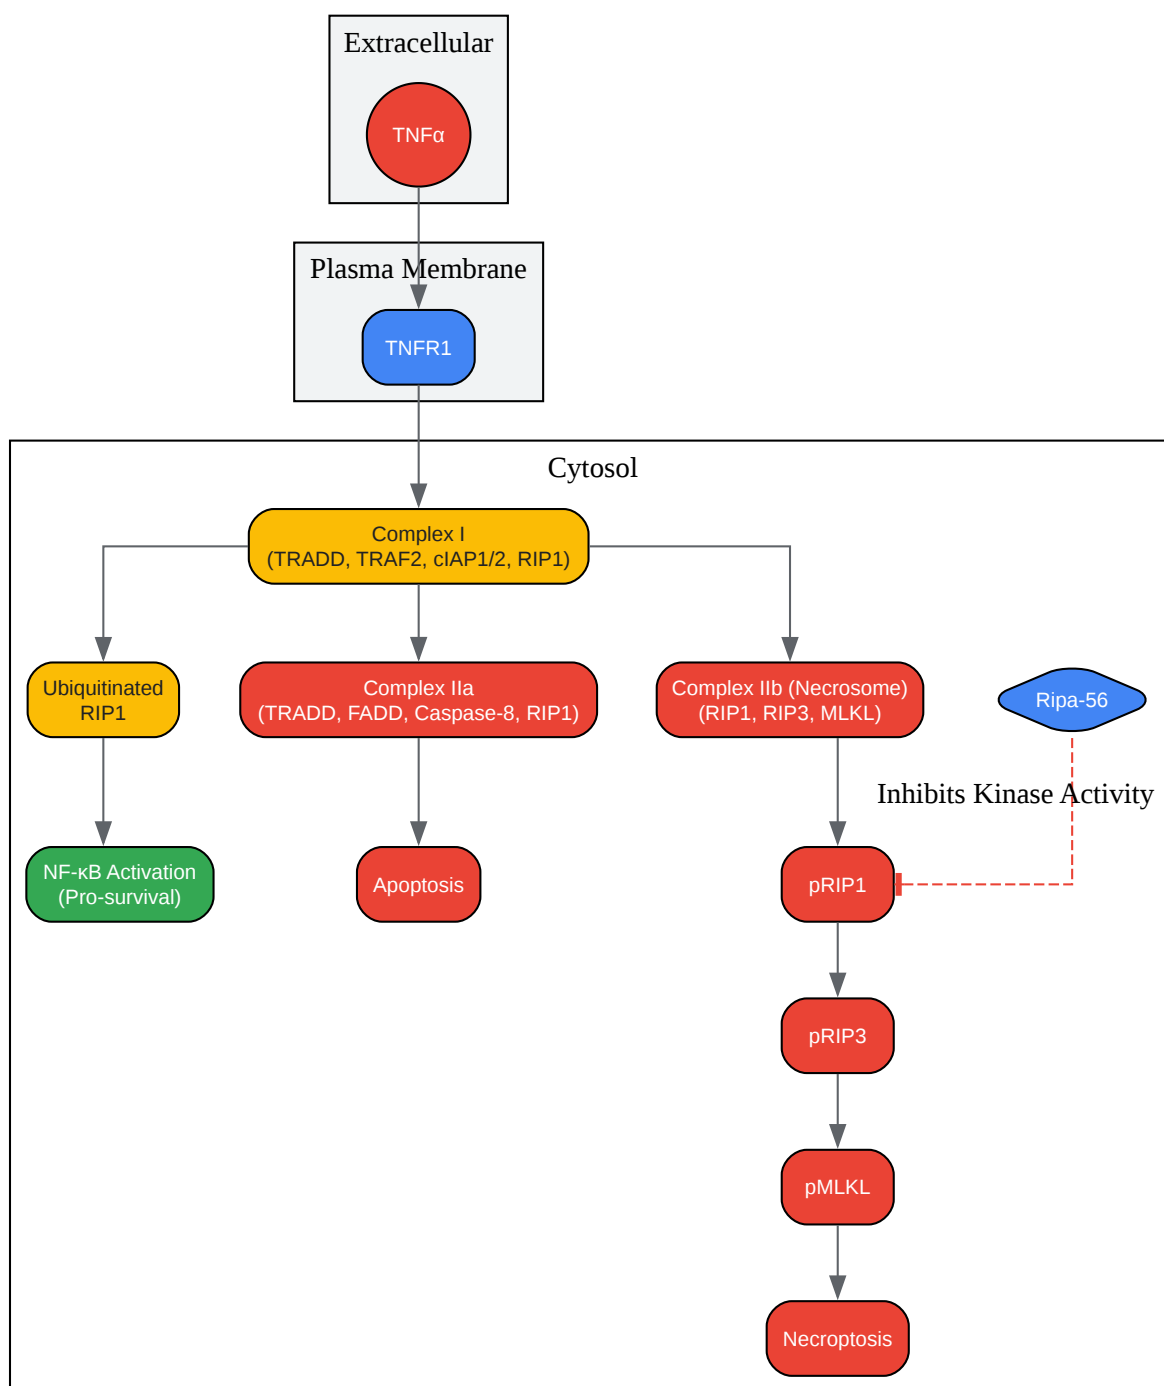 Extracellular
TNFα
Plasma Membrane
TNFR1
Cytosol
Complex I
(TRADD, TRAF2, cIAP1/2, RIP1)
Ubiquitinated
RIP1
Complex IIa
(TRADD, FADD, Caspase-8, RIP1)
Complex IIb (Necrosome)
(RIP1, RIP3, MLKL)
Ripa-56
Inhibits Kinase Activity
NF-κB Activation
(Pro-survival)
Apoptosis
pRIP1
pRIP3
pMLKL
Necroptosis